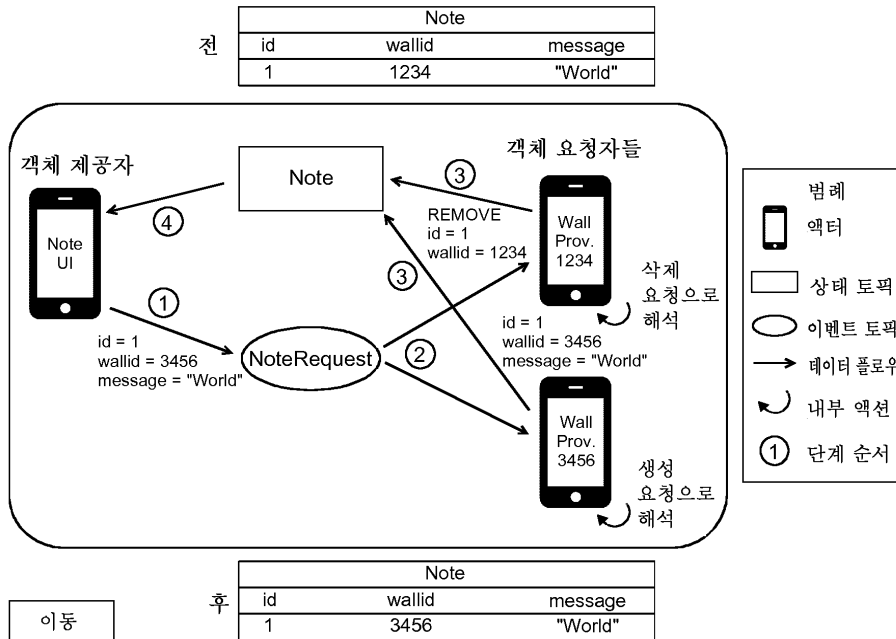 Note
전
id wallid message
1 1234 "World"
객체 제공자
객체 요청자들
Note UI
Note
Wall
Prov.
1234
④
③
REMOVE
id = 1
wallid = 1234
삭제
요청으로
해석
①
id = 1
wallid = 3456
message = "World"
NoteRequest
③
②
id = 1
wallid = 3456
message = "World"
Wall
Prov.
3456
생성
요청으로
해석
범례
액터
상태 토픽
이벤트 토픽
데이터 플로우
내부 액션
① 단계 순서
이동
후
Note
id wallid message
1 3456 "World"